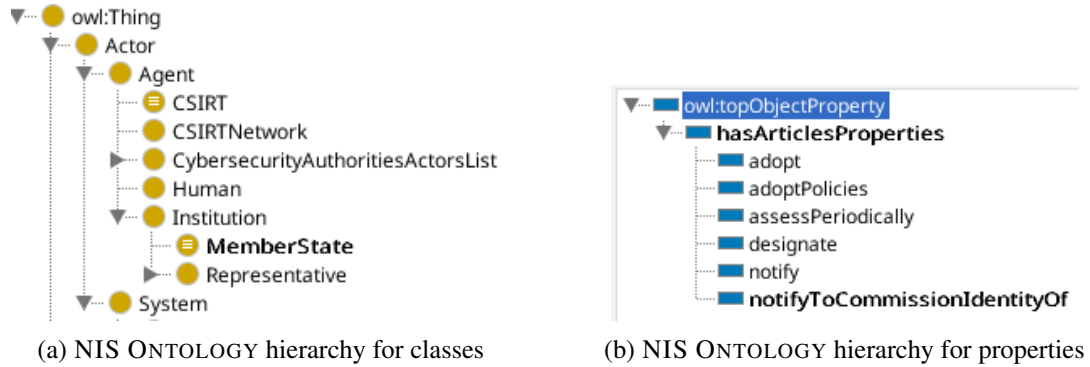 owl:Thing
Actor
Agent
CSIRT
CSIRTNetwork
CybersecurityAuthoritiesActorsList
Human
Institution
MemberState
Representative
System
(a) NIS ONTOLOGY hierarchy for classes
owl:topObjectProperty
hasArticlesProperties
adopt
adoptPolicies
assessPeriodically
designate
notify
notifyToCommissionIdentityOf
(b) NIS ONTOLOGY hierarchy for properties